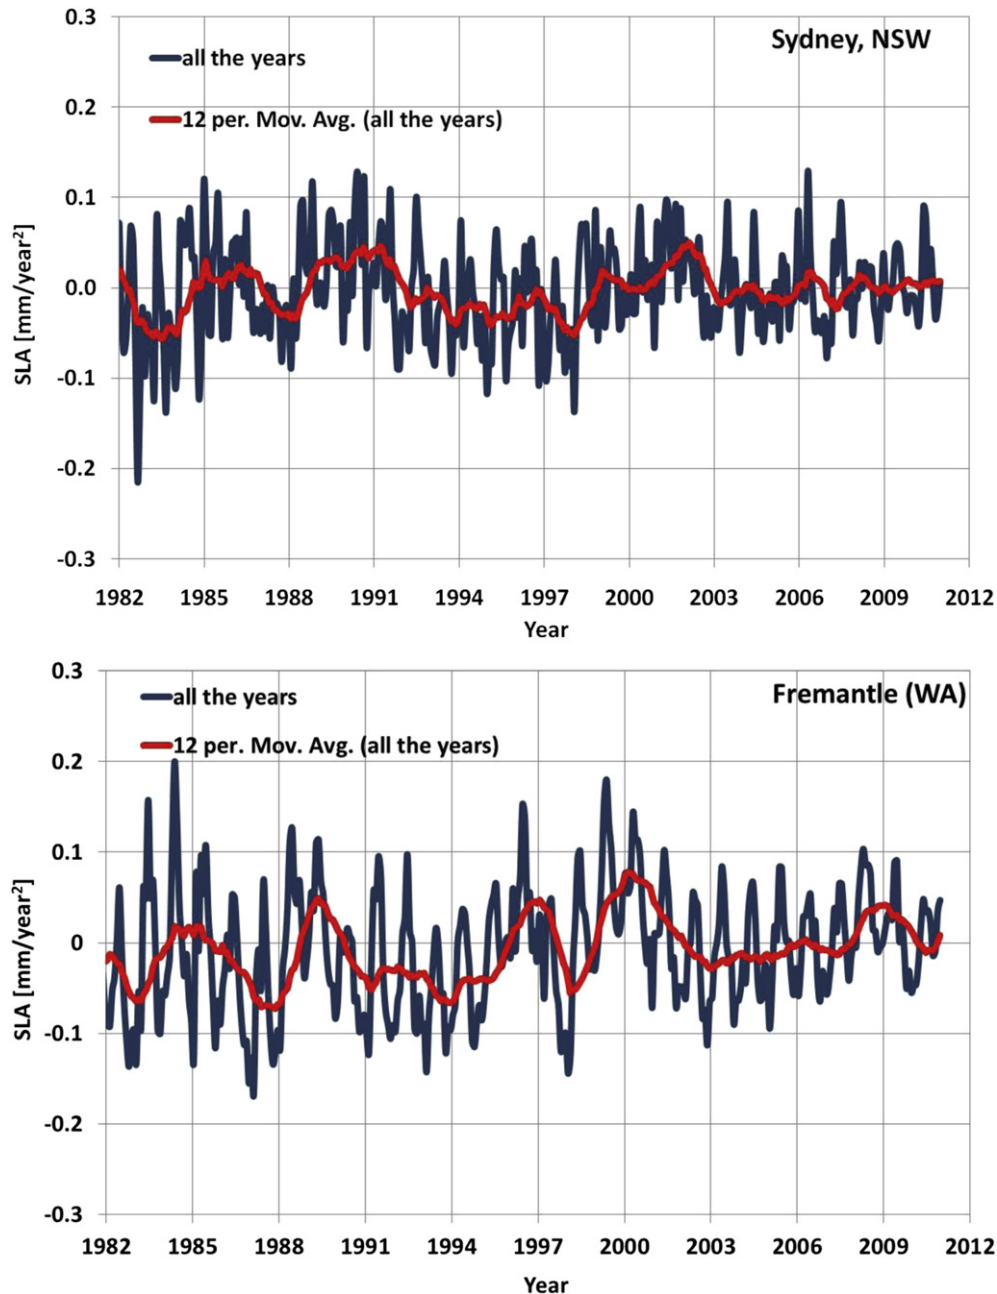 0.3
Sydney, NSW
all the years
0.2
12 per. Mov. Avg. (all the years)
0.1
0.0
-0.1
-0.2
-0.3
SLA [mm/year²]
1982 1985 1988 1991 1994 1997 2000 2003 2006 2009 2012
Year
0.3
Fremantle (WA)
all the years
12 per. Mov. Avg. (all the years)
0.2
0.1
0
-0.1
-0.2
-0.3
SLA [mm/year²]
1982 1985 1988 1991 1994 1997 2000 2003 2006 2009 2012
Year